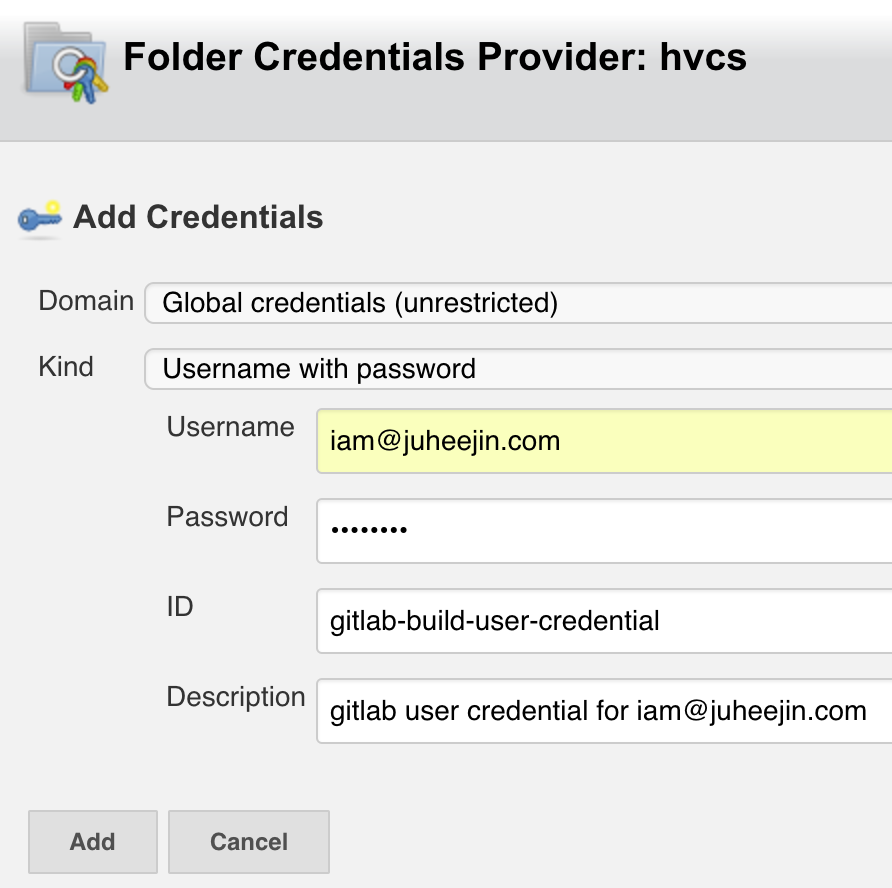 Folder Credentials Provider: hvcs
Add Credentials
Domain Global credentials (unrestricted)
Kind Username with password
Username iam@juheejin.com
Password ••••••••
ID gitlab-build-user-credential
Description gitlab user credential for iam@juheejin.com
Add Cancel